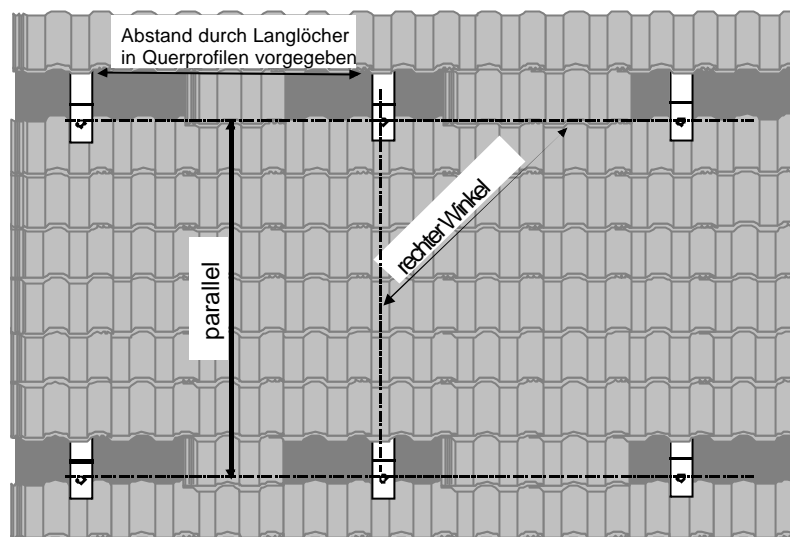 Abstand durch Langlöcher
in Querprofilen vorgegeben
rechter Winkel
parallel